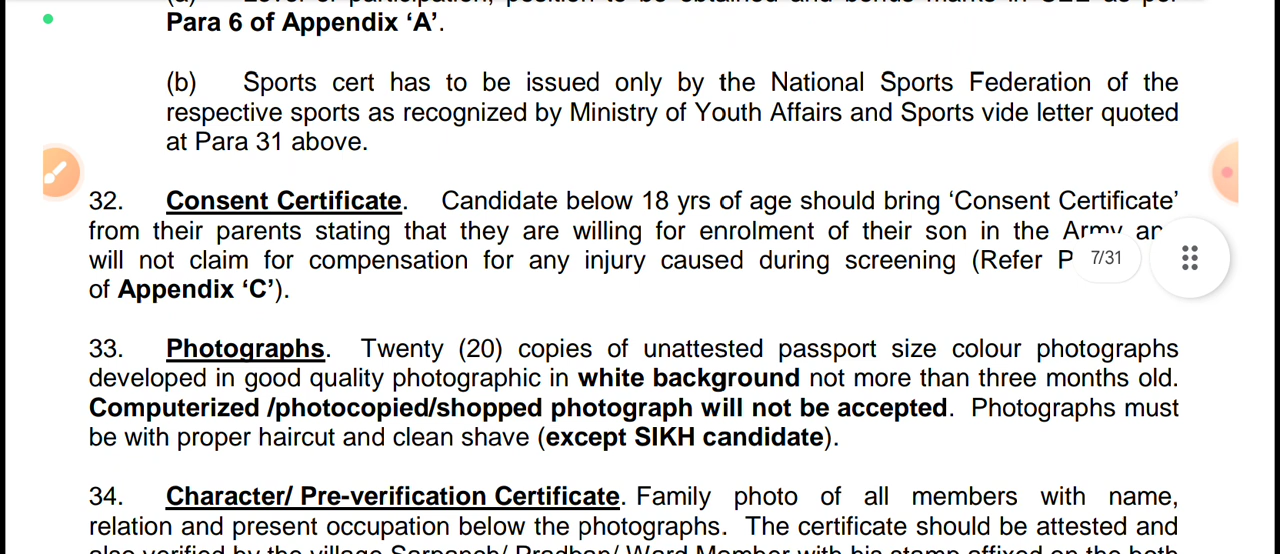 Para 6 of Appendix ‘A’.
(b) Sports cert has to be issued only by the National Sports Federation of the
respective sports as recognized by Ministry of Youth Affairs and Sports vide letter quoted
at Para 31 above.
32. Consent Certificate. Candidate below 18 yrs of age should bring ‘Consent Certificate’
from their parents stating that they are willing for enrolment of their son in the Army
will not claim for compensation for any injury caused during screening (Refer
7/31
of Appendix ‘C’).
33. Photographs. Twenty (20) copies of unattested passport size colour photographs
developed in good quality photographic in white background not more than three months old.
Computerized /photocopied/shopped photograph will not be accepted. Photographs must
be with proper haircut and clean shave (except SIKH candidate).
34. Character/ Pre-verification Certificate. Family photo of all members with name,
relation and present occupation below the photographs. The certificate should be attested and